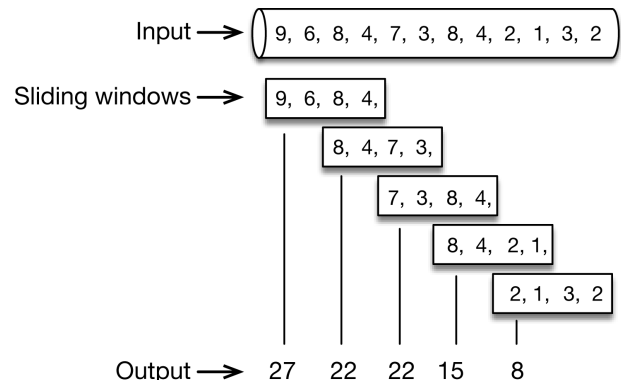 Input 9, 6, 8, 4, 7, 3, 8, 4, 2, 1, 3, 2
Sliding windows 9, 6, 8, 4,
8, 4, 7, 3,
7, 3, 8, 4,
8, 4, 2, 1,
2, 1, 3, 2
Output 27 22 22 15 8